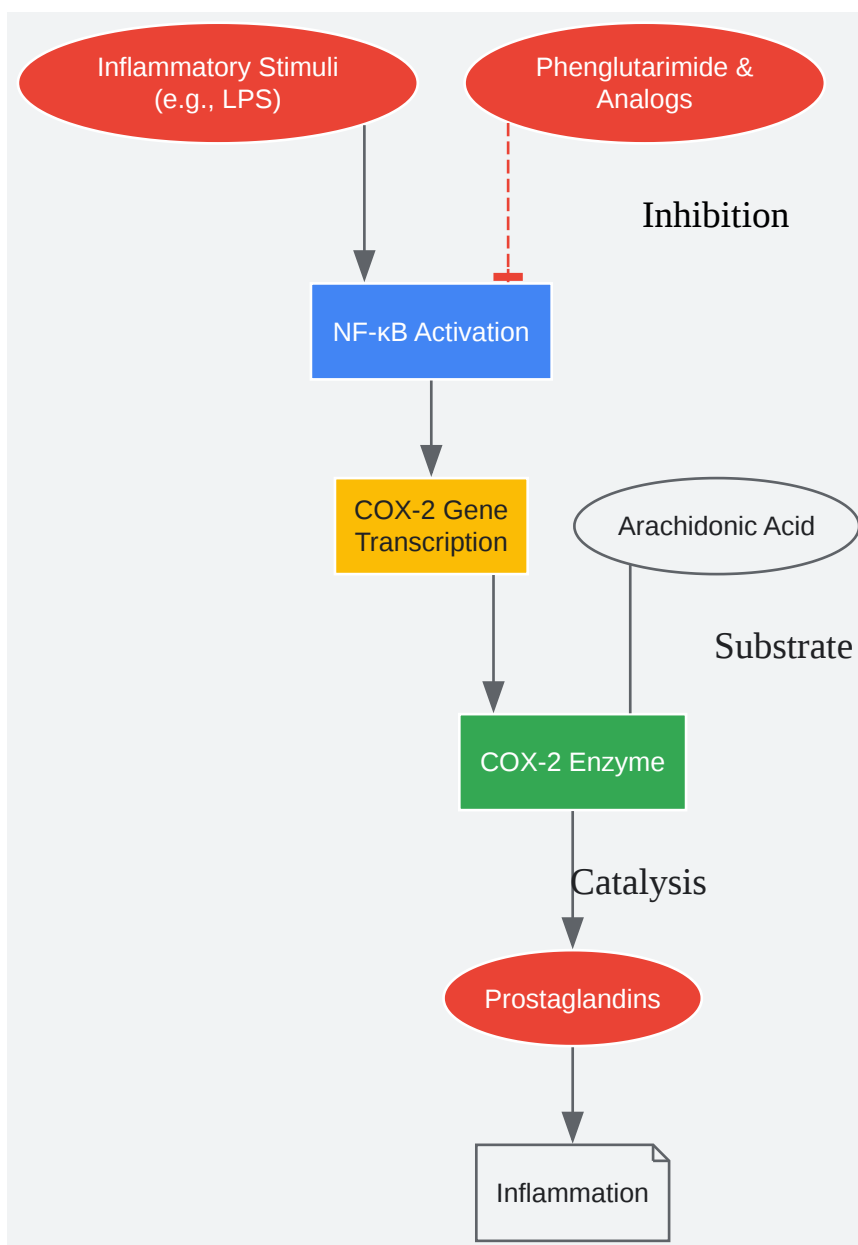 Inflammatory Stimuli
(e.g., LPS)
Phenglutarimide &
Analogs
Inhibition
NF-κB Activation
COX-2 Gene
Transcription
Arachidonic Acid
Substrate
COX-2 Enzyme
Catalysis
Prostaglandins
Inflammation